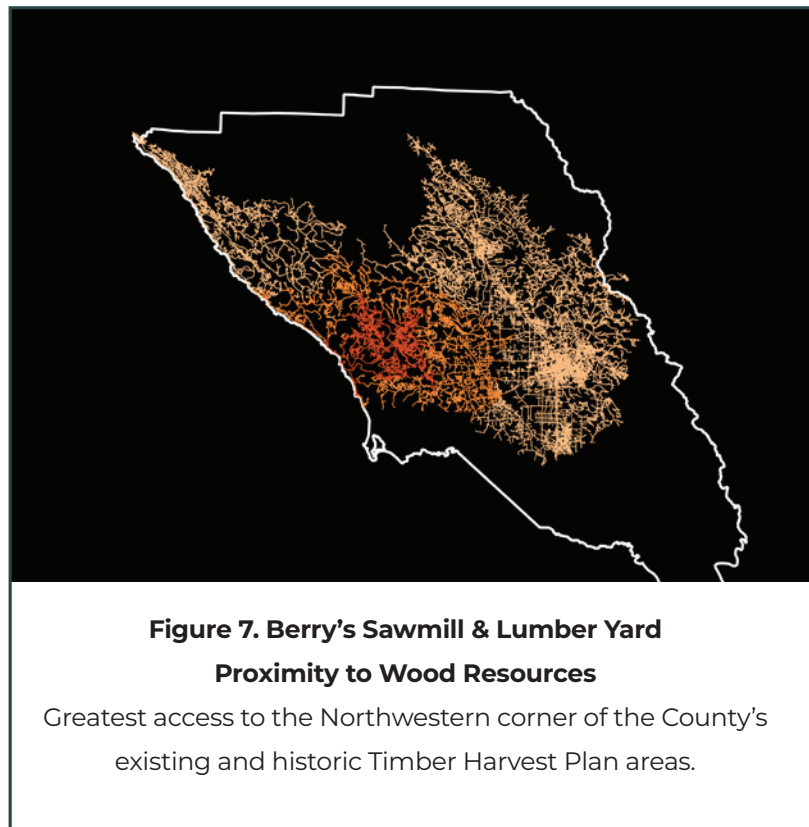 Figure 7. Berry’s Sawmill & Lumber Yard
Proximity to Wood Resources
Greatest access to the Northwestern corner of the County’s
existing and historic Timber Harvest Plan areas.